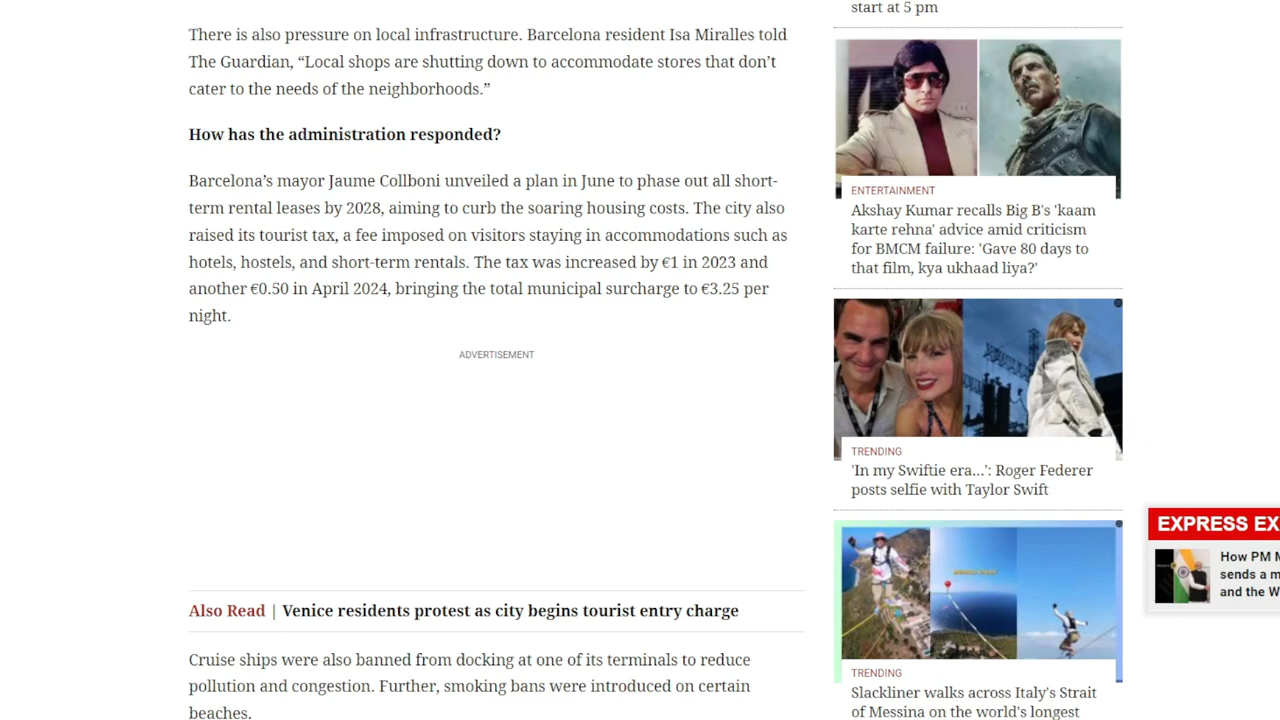 There is also pressure on local infrastructure. Barcelona resident Isa Miralles told
The Guardian, “Local shops are shutting down to accommodate stores that don’t
cater to the needs of the neighborhoods.”
How has the administration responded?
Barcelona’s mayor Jaume Collboni unveiled a plan in June to phase out all short-
term rental leases by 2028, aiming to curb the soaring housing costs. The city also
raised its tourist tax, a fee imposed on visitors staying in accommodations such as
hotels, hostels, and short-term rentals. The tax was increased by €1 in 2023 and
another €0.50 in April 2024, bringing the total municipal surcharge to €3.25 per
night.
ADVERTISEMENT
Also Read | Venice residents protest as city begins tourist entry charge
Cruise ships were also banned from docking at one of its terminals to reduce
pollution and congestion. Further, smoking bans were introduced on certain
beaches.
start at 5 pm
ENTERTAINMENT
Akshay Kumar recalls Big B's 'kaam
karte rehna' advice amid criticism
for BMCM failure: 'Gave 80 days to
that film, kya ukhaad liya?'
TRENDING
'In my Swiftie era...': Roger Federer
posts selfie with Taylor Swift
TRENDING
Slackliner walks across Italy's Strait
of Messina on the world's longest
EXPRESS EX
How PM M
sends a m
and the W